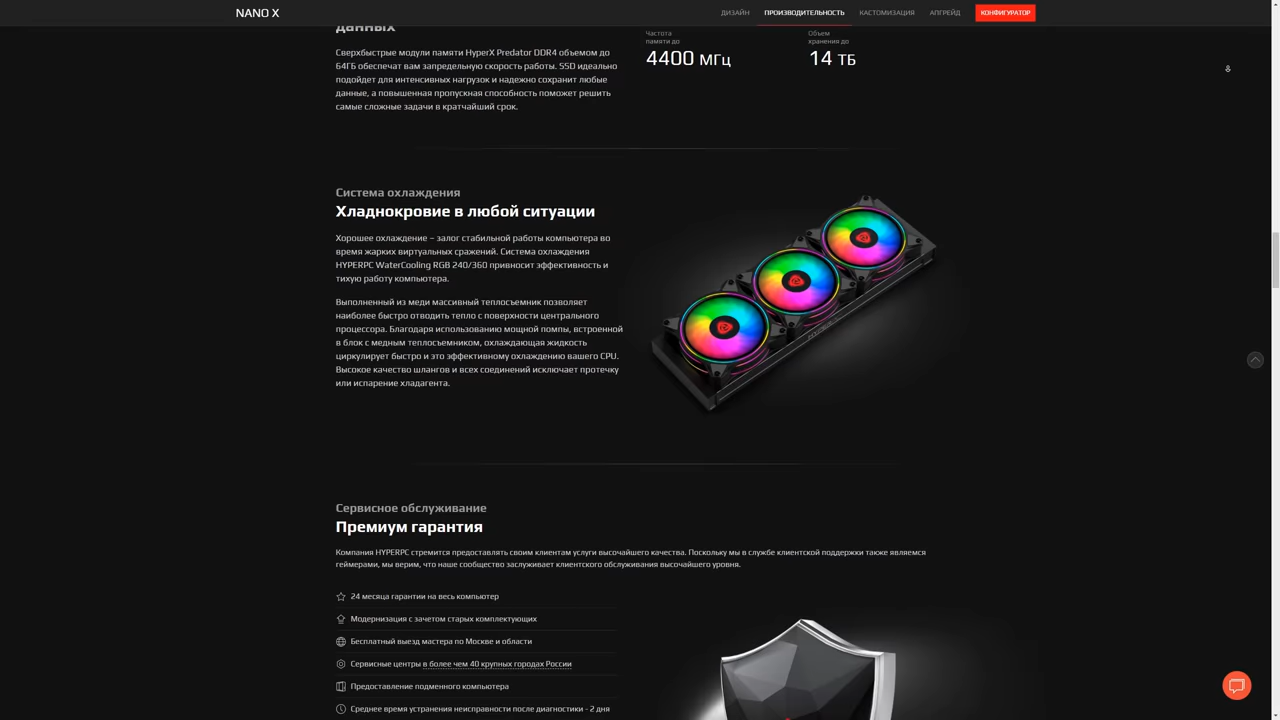 NANO X
ДИЗАЙН
ПРОИЗВОДИТЕЛЬНОСТЬ
КАСТОМИЗАЦИЯ
АПГРЕЙД
КОНФИГУРАТОР
данных
Сверхбыстрые модули памяти HyperX Predator DDR4 объемом до
64ГБ обеспечат вам запредельную скорость работы. SSD идеально
подойдет для интенсивных нагрузок и надежно сохранит любые
данные, а повышенная пропускная способность поможет решить
самые сложные задачи в кратчайший срок.
Частота
памяти до
4400 МГц
Объем
хранения до
14 ТБ
Система охлаждения
Хладнокровие в любой ситуации
Хорошее охлаждение – залог стабильной работы компьютера во
время жарких виртуальных сражений. Система охлаждения
HYPERPC WaterCooling RGB 240/360 привносит эффективность и
тихую работу компьютера.
Выполненный из меди массивный теплосъемник позволяет
наиболее быстро отводить тепло с поверхности центрального
процессора. Благодаря использованию мощной помпы, встроенной
в блок с медным теплосъемником, охлаждающая жидкость
циркулирует быстро и это эффективному охлаждению вашего CPU.
Высокое качество шлангов и всех соединений исключает протечку
или испарение хладагента.
Сервисное обслуживание
Премиум гарантия
Компания HYPERPC стремится предоставлять своим клиентам услуги высочайшего качества. Поскольку мы в службе клиентской поддержки также являемся
геймерами, мы верим, что наше сообщество заслуживает клиентского обслуживания высочайшего уровня.
24 месяца гарантии на весь компьютер
Модернизация с зачетом старых комплектующих
Бесплатный выезд мастера по Москве и области
Сервисные центры в более чем 40 крупных городах России
Предоставление подменного компьютера
Среднее время устранения неисправности после диагностики - 2 дня